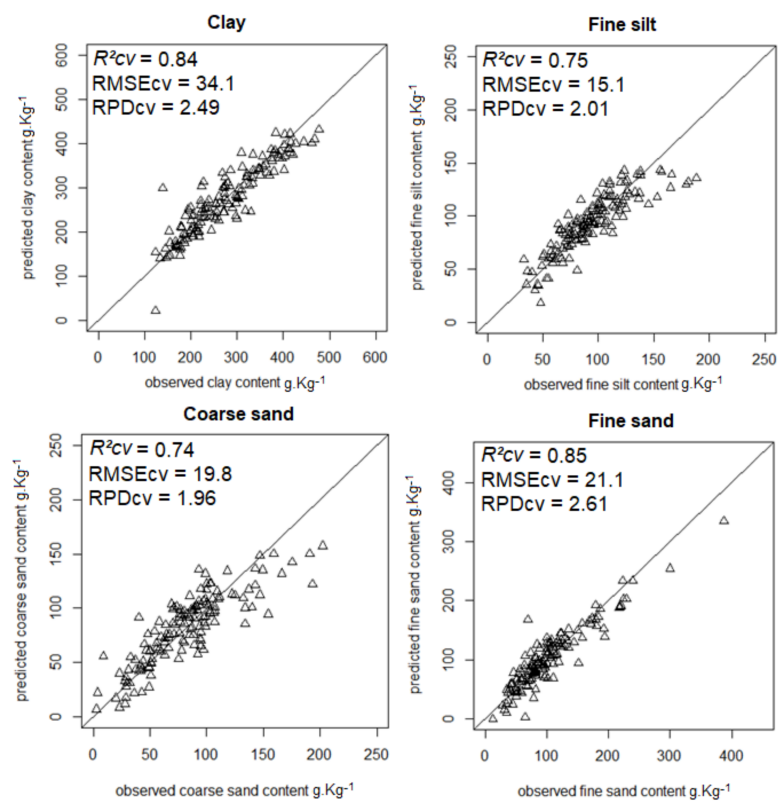 Clay
R²cv = 0.84
RMSEcv = 34.1
RPDcv = 2.49
predicted clay content g.Kg⁻¹
0 100 200 300 400 500 600
0 100 200 300 400 500 600
observed clay content g.Kg⁻¹
Fine silt
R²cv = 0.75
RMSEcv = 15.1
RPDcv = 2.01
predicted fine silt content g.Kg⁻¹
0 50 100 150 200 250
0 50 100 150 200 250
observed fine silt content g.Kg⁻¹
Coarse sand
R²cv = 0.74
RMSEcv = 19.8
RPDcv = 1.96
predicted coarse sand content g.Kg⁻¹
0 50 100 150 200 250
0 50 100 150 200 250
observed coarse sand content g.Kg⁻¹
Fine sand
R²cv = 0.85
RMSEcv = 21.1
RPDcv = 2.61
predicted fine sand content g.Kg⁻¹
0 100 200 300 400
0 100 200 300 400
observed fine sand content g.Kg⁻¹